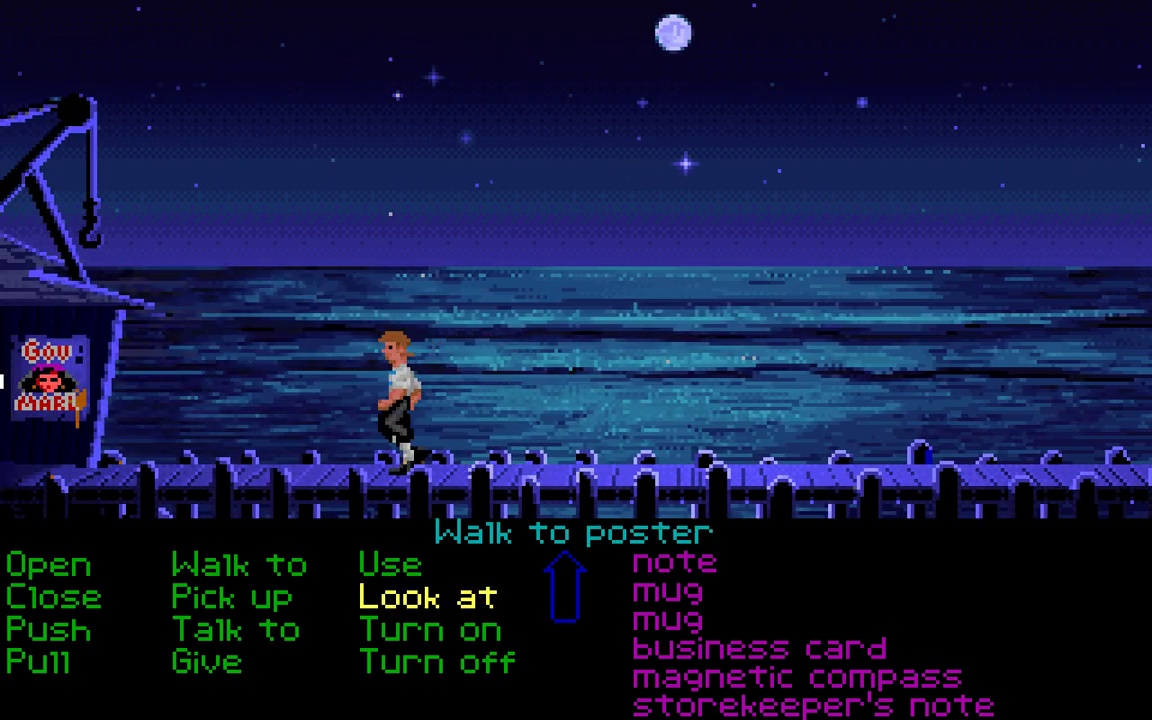 Gov
Walk to poster
Open Walk to Use note
Close Pick up Look at mug
Push Talk to Turn on mug
Pull Give Turn off business card
magnetic compass
storekeeper's note